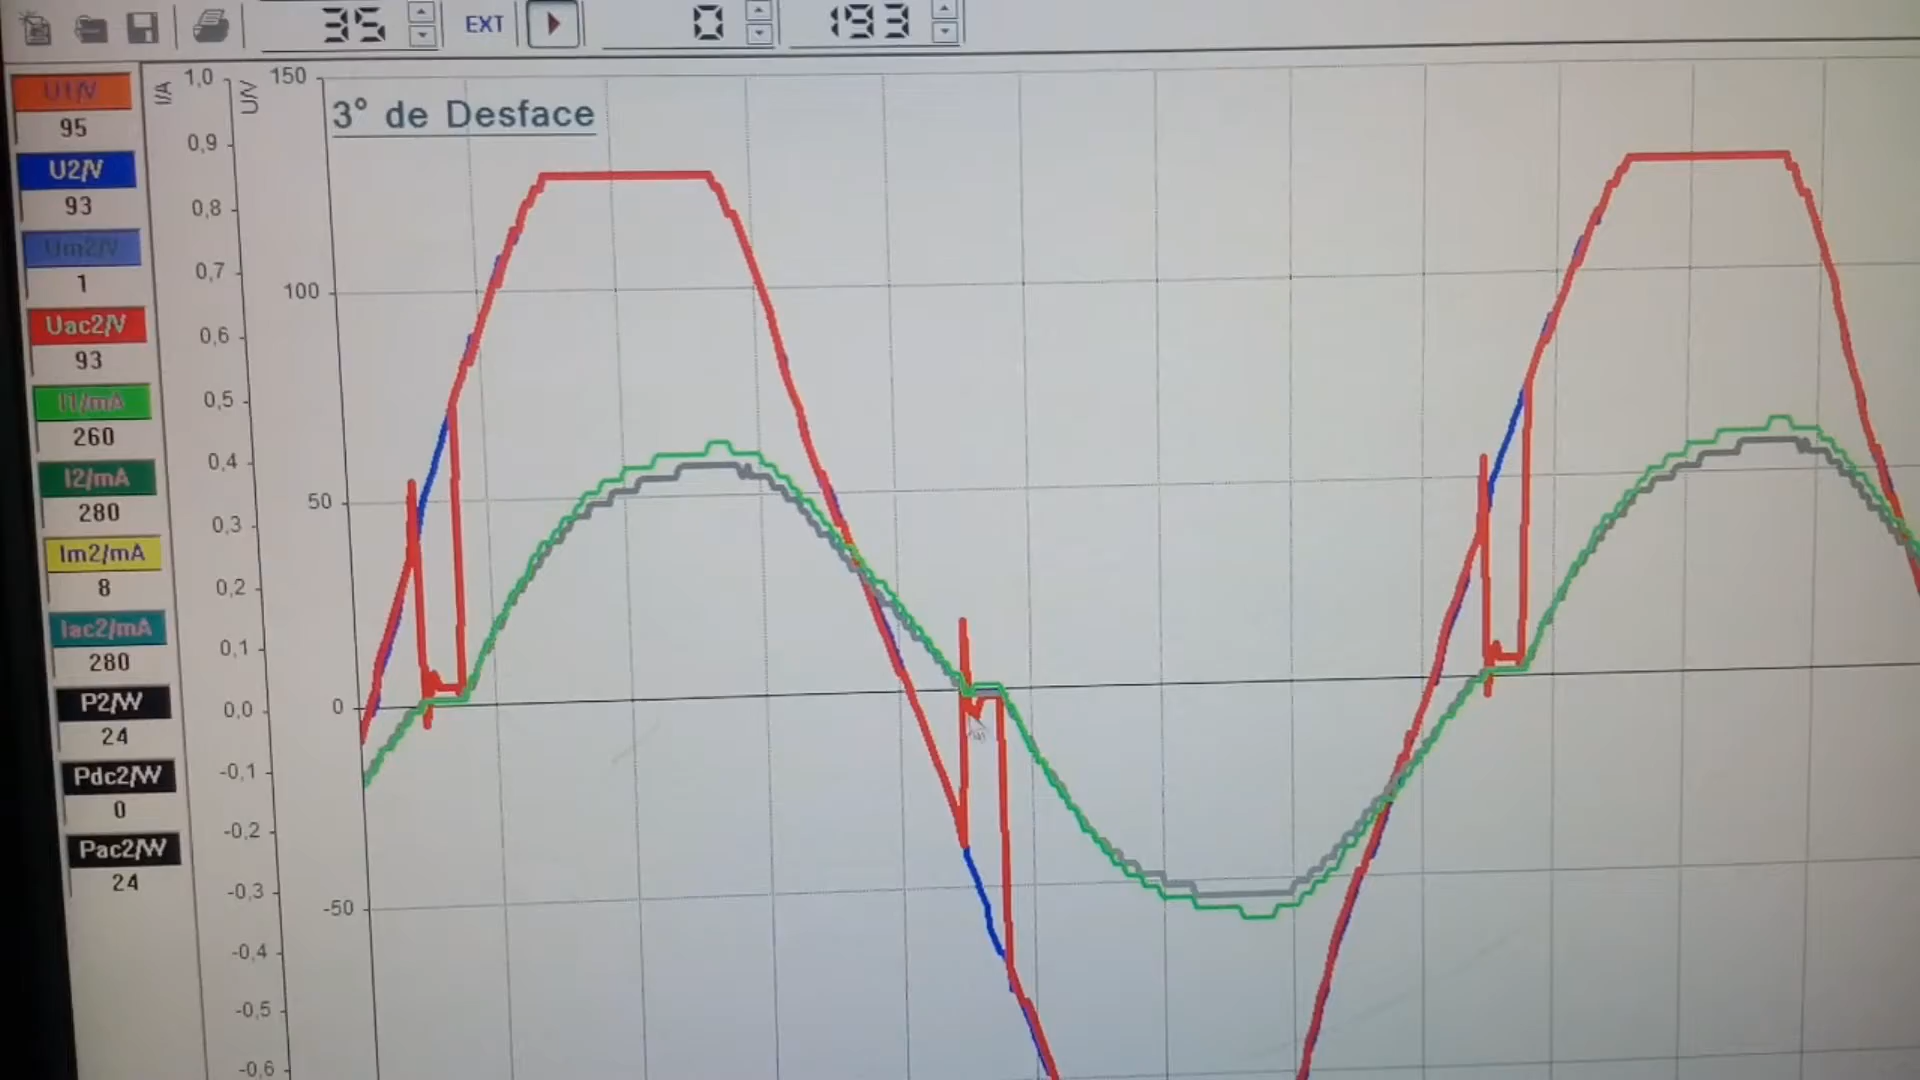 35 EXT 0 193
3° de Desface
U1/V
95
U2/V
93
Um2/V
1
Uac2/V
93
I1/mA
260
I2/mA
280
Im2/mA
8
Iac2/mA
280
P2/W
24
Pdc2/W
0
Pac2/W
24
I/A
1,0
0,9
0,8
0,7
0,6
0,5
0,4
0,3
0,2
0,1
0,0
-0,1
-0,2
-0,3
-0,4
-0,5
-0,6
U/V
150
100
50
0
-50